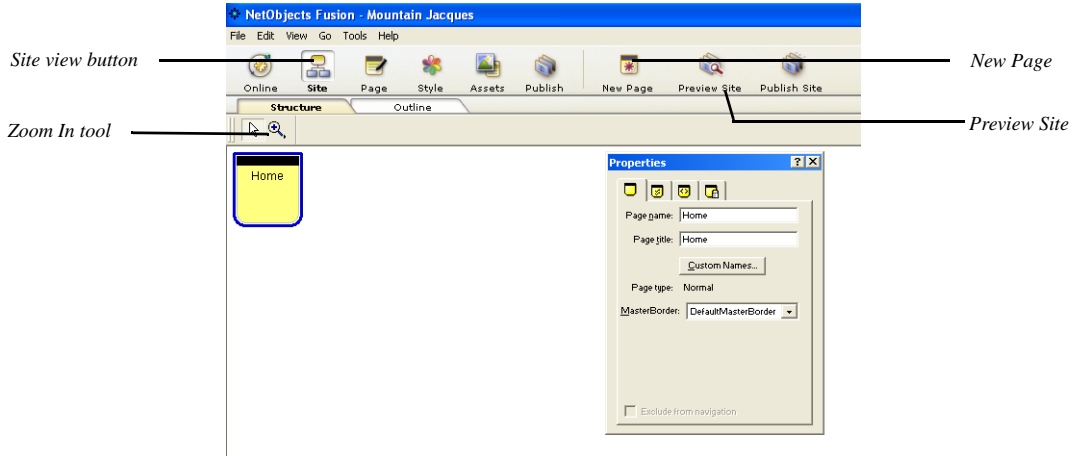 NetObjects Fusion - Mountain Jacques
File Edit View Go Tools Help
Site view button
New Page
Online Site Page Style Assets Publish New Page Preview Site Publish Site
Structure Outline
Zoom In tool
Preview Site
Home
Properties
Page name: Home
Page title: Home
Custom Names...
Page type: Normal
MasterBorder: DefaultMasterBorder
Exclude from navigation